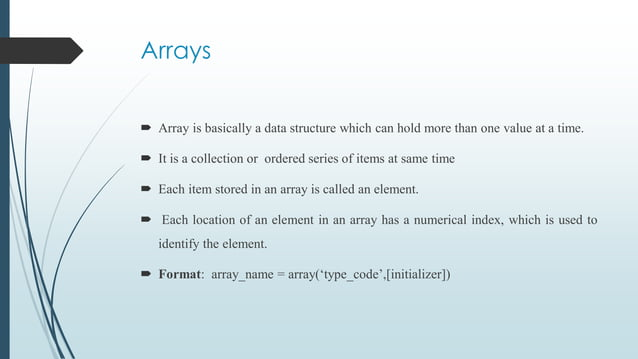 Arrays
Array is basically a data structure which can hold more than one value at a time.
It is a collection or  ordered series of items at same time
Each item stored in an array is called an element.
Each location of an element in an array has a numerical index, which is used to
identify the element.
Format:  array_name = array(‘type_code’,[initializer])